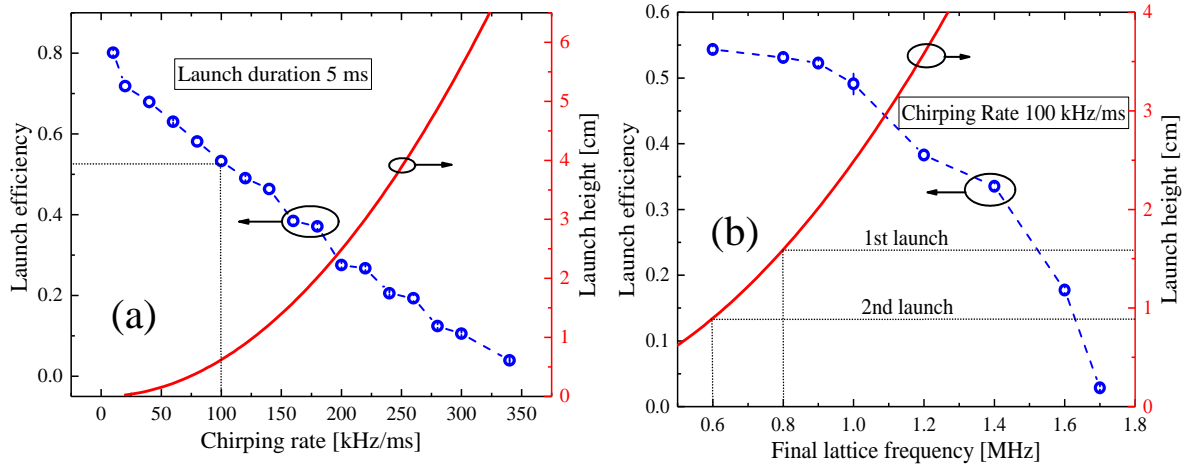 (a)
Launch duration 5 ms
Launch efficiency
0.8
0.6
0.4
0.2
0.0
0 50 100 150 200 250 300 350
Chirping rate [kHz/ms]
6
5
4
3
2
1
0
Launch height [cm]
(b)
Chirping Rate 100 kHz/ms
1st launch
2nd launch
Launch efficiency
0.6
0.5
0.4
0.3
0.2
0.1
0.0
0.6 0.8 1.0 1.2 1.4 1.6 1.8
Final lattice frequency [MHz]
4
3
2
1
0
Launch height [cm]